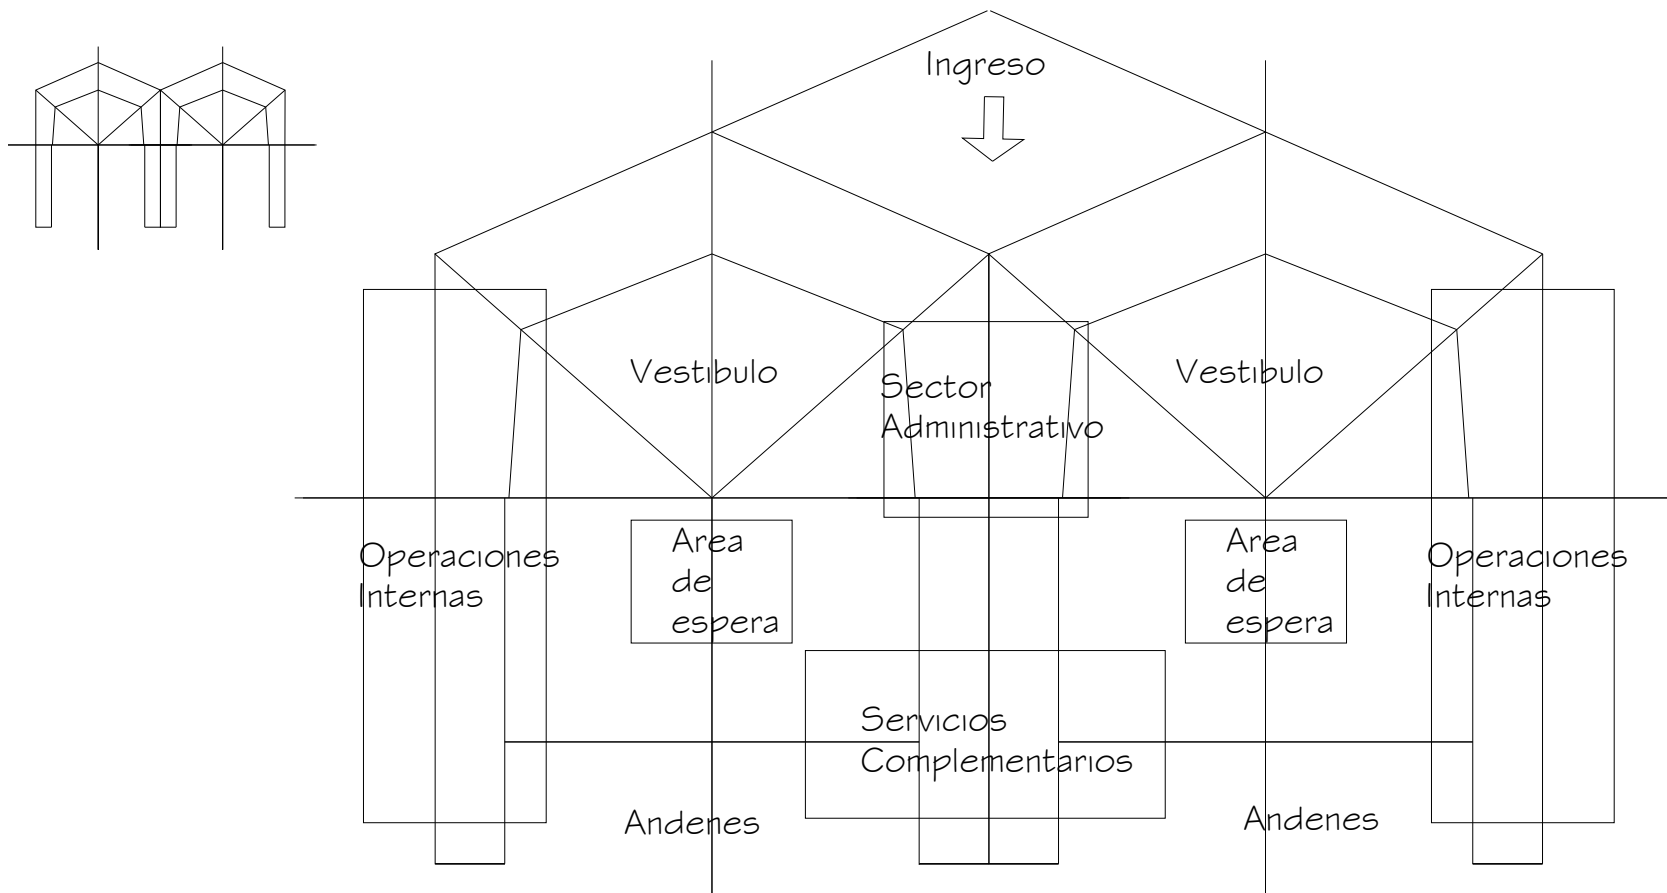 Ingreso
Vestibulo
Sector
Administrativo
Vestibulo
Operaciones
Internas
Area
de
espera
Area
de
espera
Operaciones
Internas
Servicios
Complementarios
Andenes
Andenes